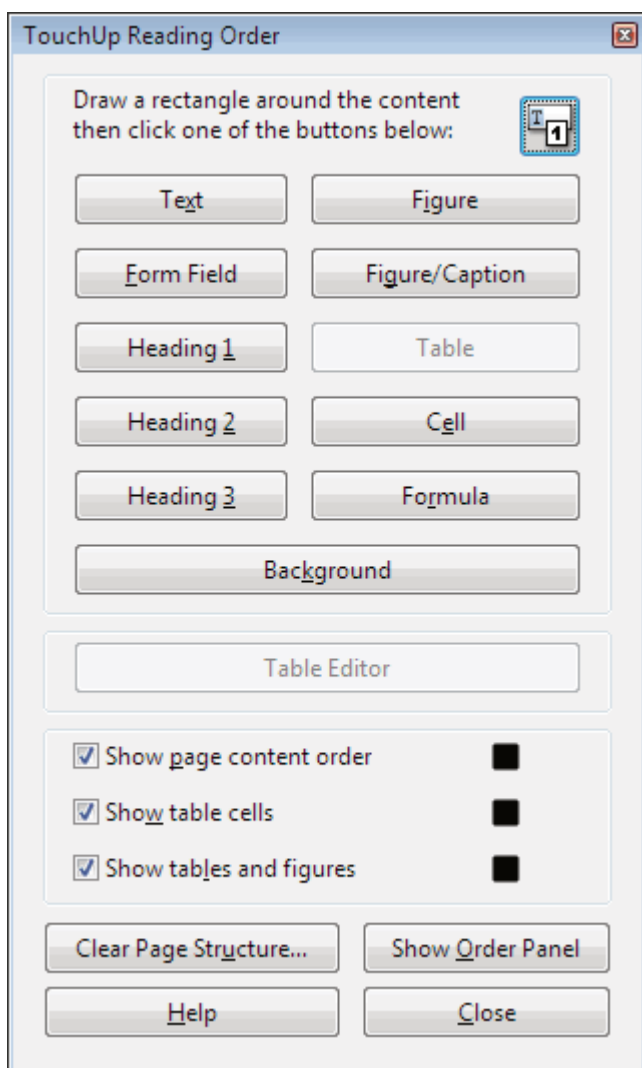 TouchUp Reading Order
Draw a rectangle around the content
then click one of the buttons below:
T
1
Text
Figure
Form Field
Figure/Caption
Heading 1
Table
Heading 2
Cell
Heading 3
Formula
Background
Table Editor
Show page content order
Show table cells
Show tables and figures
Clear Page Structure...
Show Order Panel
Help
Close